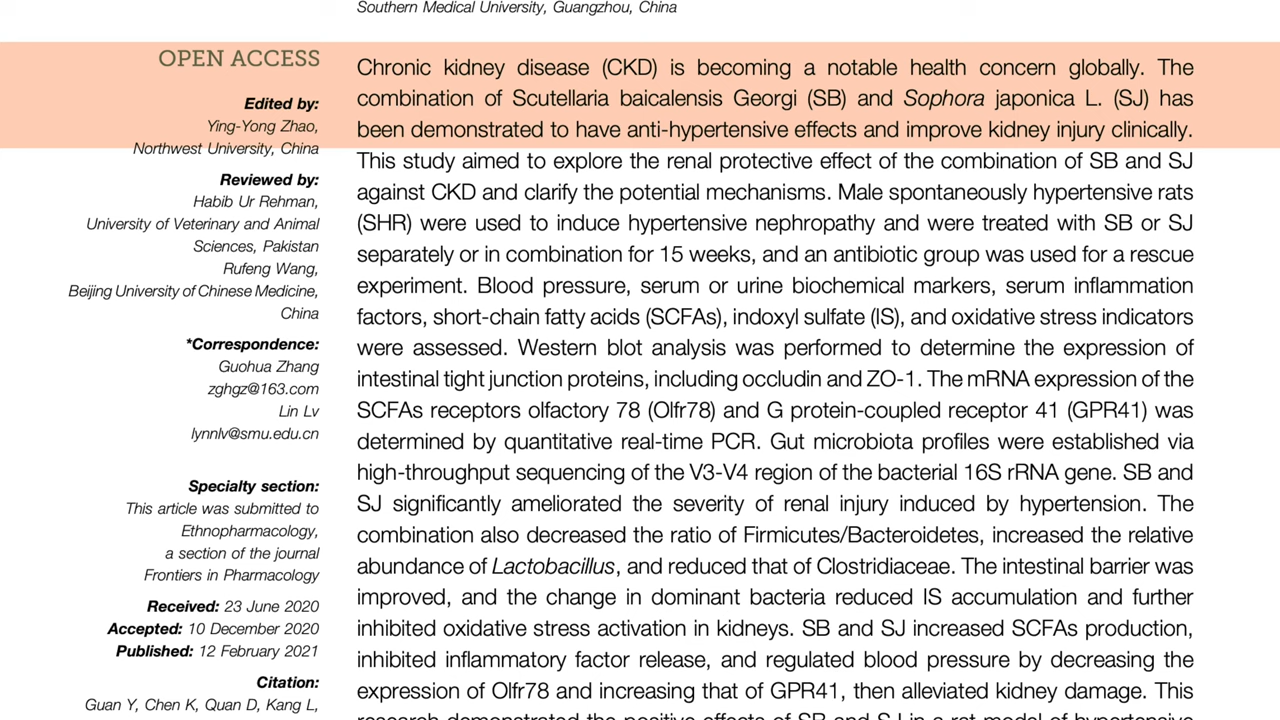 Southern Medical University, Guangzhou, China
OPEN ACCESS
Edited by:
Ying-Yong Zhao,
Northwest University, China
Reviewed by:
Habib Ur Rehman,
University of Veterinary and Animal
Sciences, Pakistan
Rufeng Wang,
Beijing University of Chinese Medicine,
China
*Correspondence:
Guohua Zhang
zghgz@163.com
Lin Lv
lynnlv@smu.edu.cn
Specialty section:
This article was submitted to
Ethnopharmacology,
a section of the journal
Frontiers in Pharmacology
Received: 23 June 2020
Accepted: 10 December 2020
Published: 12 February 2021
Citation:
Guan Y, Chen K, Quan D, Kang L,
Chronic kidney disease (CKD) is becoming a notable health concern globally. The
combination of Scutellaria baicalensis Georgi (SB) and Sophora japonica L. (SJ) has
been demonstrated to have anti-hypertensive effects and improve kidney injury clinically.
This study aimed to explore the renal protective effect of the combination of SB and SJ
against CKD and clarify the potential mechanisms. Male spontaneously hypertensive rats
(SHR) were used to induce hypertensive nephropathy and were treated with SB or SJ
separately or in combination for 15 weeks, and an antibiotic group was used for a rescue
experiment. Blood pressure, serum or urine biochemical markers, serum inflammation
factors, short-chain fatty acids (SCFAs), indoxyl sulfate (IS), and oxidative stress indicators
were assessed. Western blot analysis was performed to determine the expression of
intestinal tight junction proteins, including occludin and ZO-1. The mRNA expression of the
SCFAs receptors olfactory 78 (Olfr78) and G protein-coupled receptor 41 (GPR41) was
determined by quantitative real-time PCR. Gut microbiota profiles were established via
high-throughput sequencing of the V3-V4 region of the bacterial 16S rRNA gene. SB and
SJ significantly ameliorated the severity of renal injury induced by hypertension. The
combination also decreased the ratio of Firmicutes/Bacteroidetes, increased the relative
abundance of Lactobacillus, and reduced that of Clostridiaceae. The intestinal barrier was
improved, and the change in dominant bacteria reduced IS accumulation and further
inhibited oxidative stress activation in kidneys. SB and SJ increased SCFAs production,
inhibited inflammatory factor release, and regulated blood pressure by decreasing the
expression of Olfr78 and increasing that of GPR41, then alleviated kidney damage. This
research demonstrated the positive effects of SB and SJ in a rat model of hypertensive